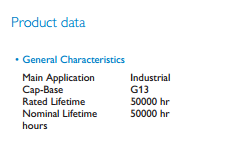 Product data
• General Characteristics
Main Application Industrial
Cap-Base G13
Rated Lifetime 50000 hr
Nominal Lifetime 50000 hr
hours